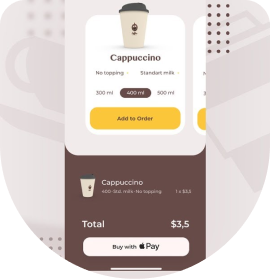 Cappuccino
No topping Standart milk
300 ml 400 ml 500 ml
Add to Order
Cappuccino
400· Std. milk · No topping 1 x $3,5
Total $3,5
Buy with Pay